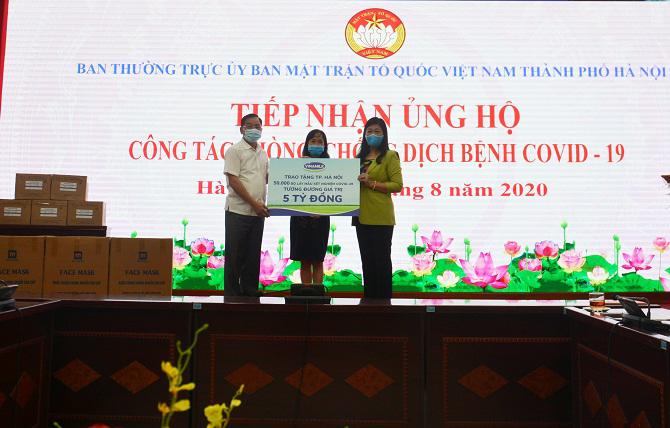 MẶT TRẬN TỔ QUỐC
VIỆT NAM
BAN THƯỜNG TRỰC ỦY BAN MẶT TRẬN TỔ QUỐC VIỆT NAM THÀNH PHỐ HÀ NỘI
TIẾP NHẬN ỦNG HỘ
CÔNG TÁC PHÒNG CHỐNG DỊCH BỆNH COVID - 19
Hà 8 năm 2020
VINAMILK
TRAO TẶNG TP. HÀ NỘI
50.000 BỘ LẤY MẪU XÉT NGHIỆM COVID-19
TƯƠNG ĐƯƠNG GIÁ TRỊ
5 TỶ ĐỒNG
FACE MASK
FACE MASK
FACE MASK